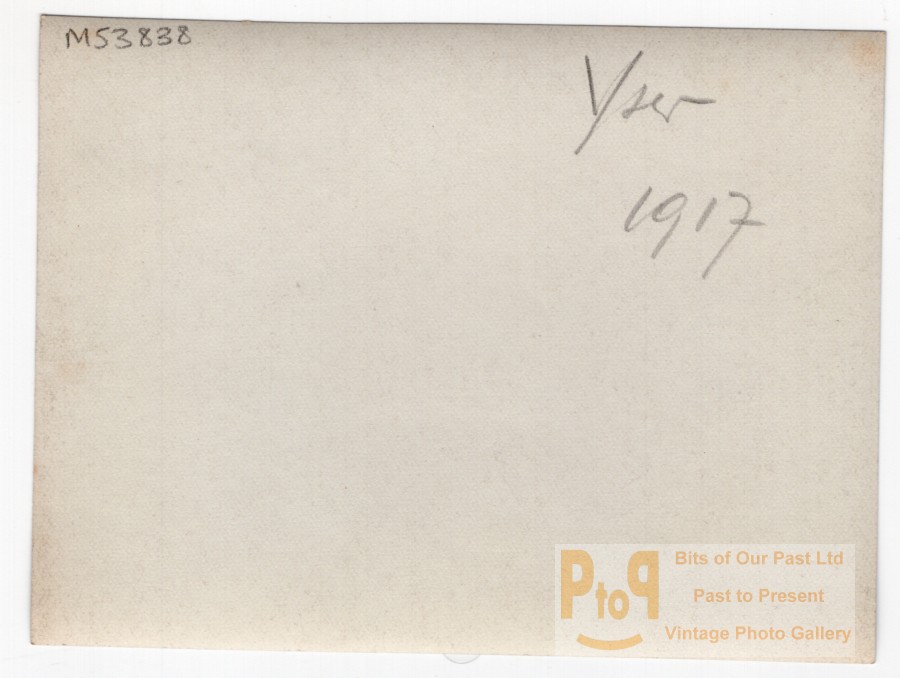 M53838
Yser
1917
PtoP
Bits of Our Past Ltd
Past to Present
Vintage Photo Gallery